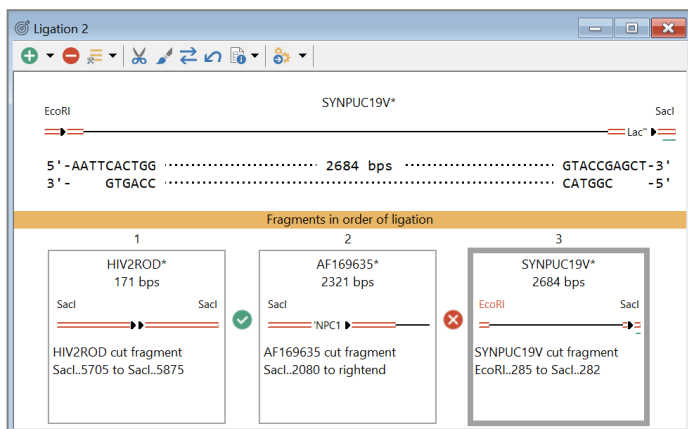 Ligation 2
SYNPUC19V*
EcoRI SacI
Lac"
5'-AATTCACTGG ················ 2684 bps ················ GTACCGAGCT-3'
3'- GTGACC ················ ················ CATGGC -5'
Fragments in order of ligation
1 2 3
HIV2ROD* AF169635* SYNPUC19V*
171 bps 2321 bps 2684 bps
SacI SacI SacI EcoRI SacI
'NPC1
HIV2ROD cut fragment AF169635 cut fragment SYNPUC19V cut fragment
SacI..5705 to SacI..5875 SacI..2080 to rightend EcoRI..285 to SacI..282